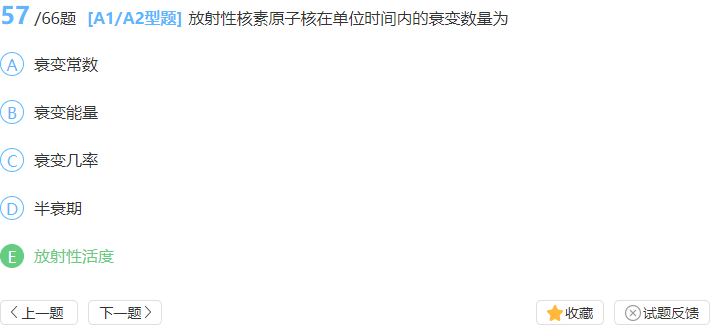 57 /66题 [A1/A2型题] 放射性核素原子核在单位时间内的衰变数量为
A 衰变常数
B 衰变能量
C 衰变几率
D 半衰期
E 放射性活度
上一题 下一题 收藏 试题反馈